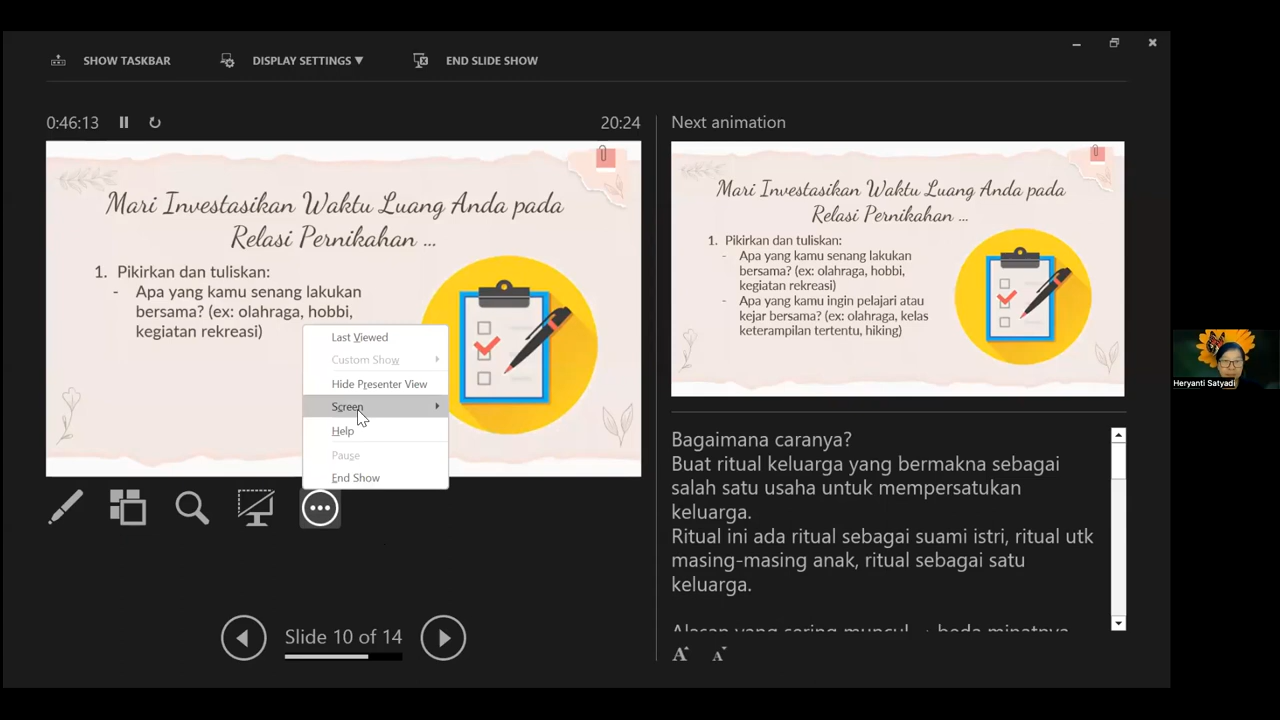 SHOW TASKBAR
DISPLAY SETTINGS ▼
END SLIDE SHOW
0:46:13
20:24
Mari Investasikan Waktu Luang Anda pada
Relasi Pernikahan ...
1. Pikirkan dan tuliskan:
- Apa yang kamu senang lakukan
bersama? (ex: olahraga, hobbi,
kegiatan rekreasi)
Last Viewed
Custom Show
Hide Presenter View
Screen
Help
Pause
End Show
Slide 10 of 14
Next animation
Mari Investasikan Waktu Luang Anda pada
Relasi Pernikahan ...
1. Pikirkan dan tuliskan:
- Apa yang kamu senang lakukan
bersama? (ex: olahraga, hobbi,
kegiatan rekreasi)
- Apa yang kamu ingin pelajari atau
kejar bersama? (ex: olahraga, kelas
keterampilan tertentu, hiking)
Bagaimana caranya?
Buat ritual keluarga yang bermakna sebagai
salah satu usaha untuk mempersatukan
keluarga.
Ritual ini ada ritual sebagai suami istri, ritual utk
masing-masing anak, ritual sebagai satu
keluarga.
Alasan yang sering muncul → beda minatnya
A A
Heryanti Satyadi